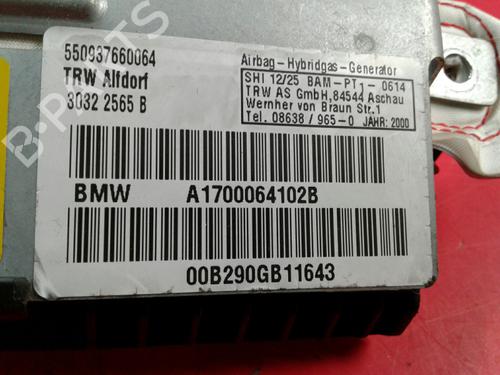 550937660064
TRW Alfdorf
3032 2565 B
Airbag-Hybridgas-Generator
SHI 12/25 BAM-PT1-0614
TRW AS GmbH, 84544 Aschau
Wernher von Braun Str.1
Tel. 08638/965-0 JAHR: 2000
BMW A1700064102B
00B290GB11643
B-PARTS